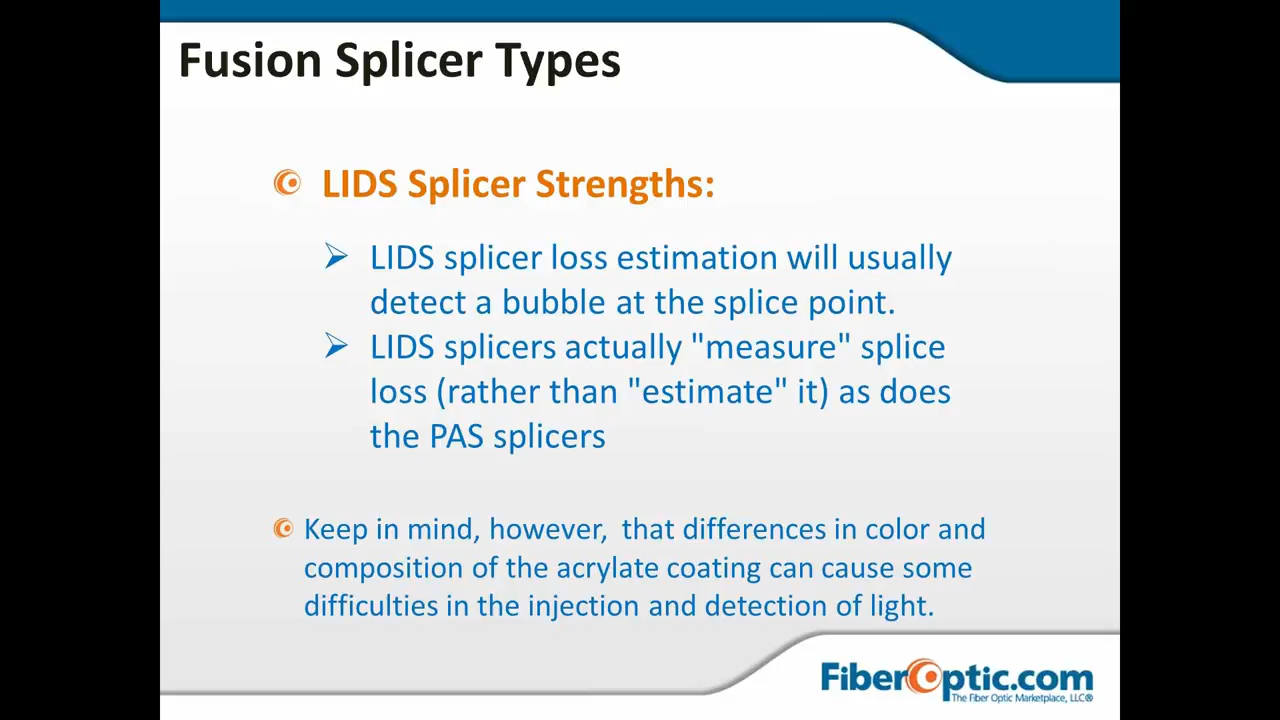 Fusion Splicer Types
LIDS Splicer Strengths:
LIDS splicer loss estimation will usually
detect a bubble at the splice point.
LIDS splicers actually "measure" splice
loss (rather than "estimate" it) as does
the PAS splicers
Keep in mind, however,  that differences in color and
composition of the acrylate coating can cause some
difficulties in the injection and detection of light.
FiberOptic.com
The Fiber Optic Marketplace, LLC®